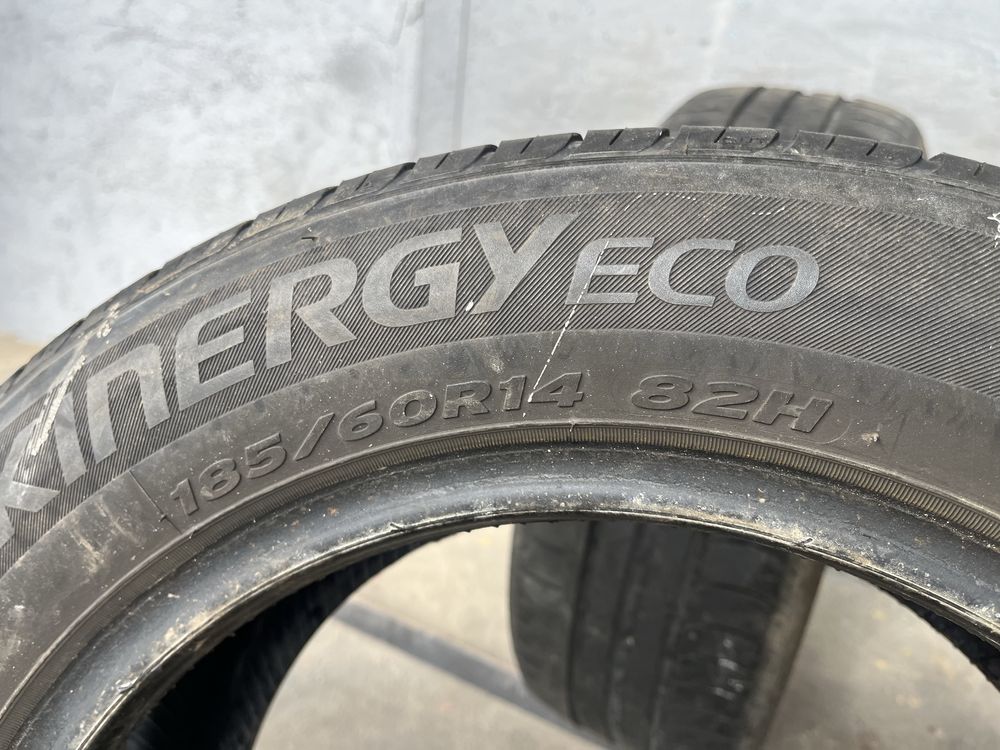 KINERGY ECO
185/60R14 82H